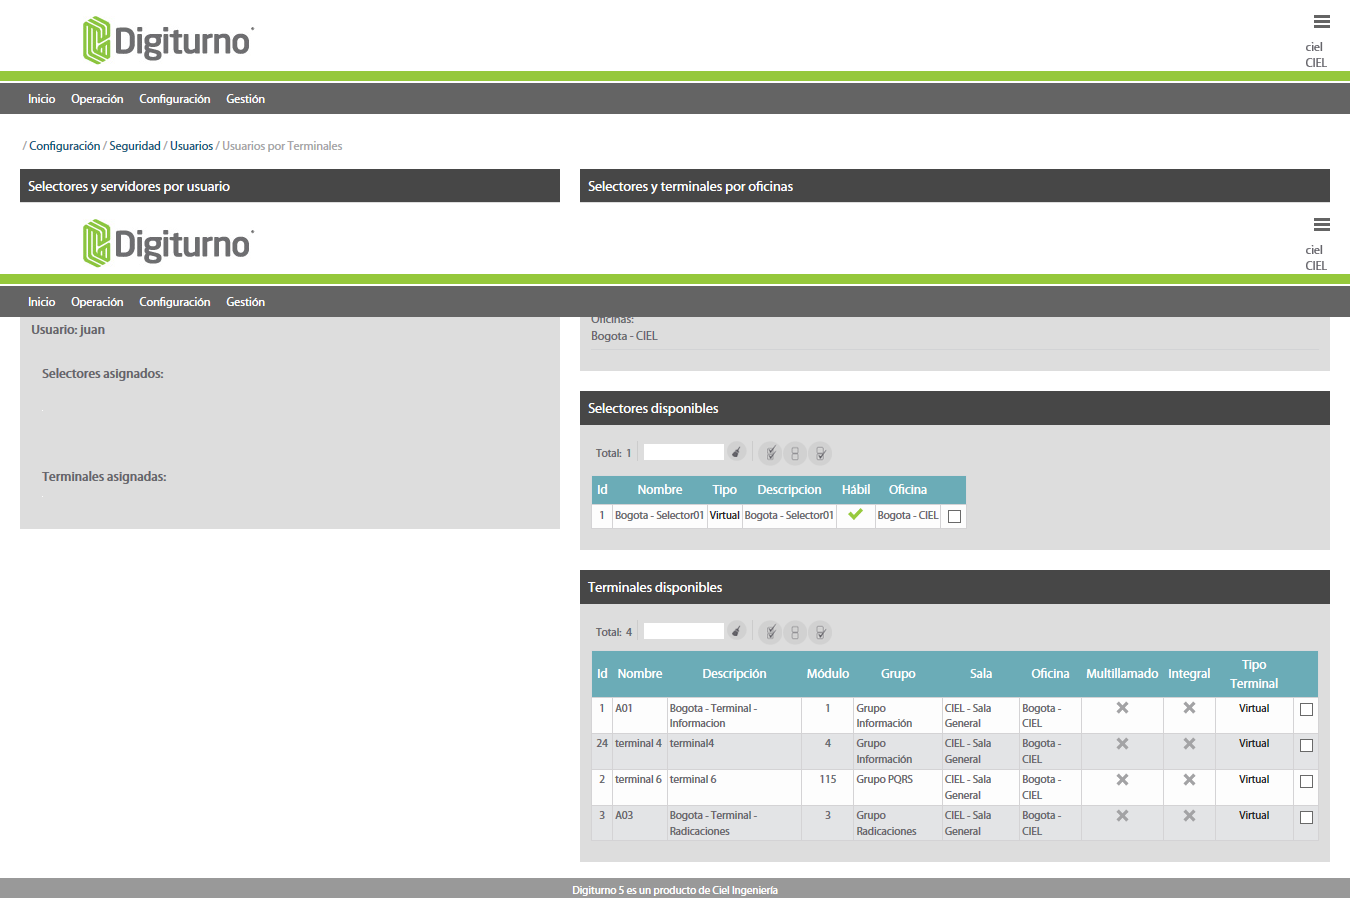 Digiturno
ciel
CIEL
Inicio Operación Configuración Gestión
/ Configuración / Seguridad / Usuarios / Usuarios por Terminales
Selectores y servidores por usuario
Selectores y terminales por oficinas
Digiturno
ciel
CIEL
Inicio Operación Configuración Gestión
Usuario: juan
Selectores asignados:
Terminales asignadas:
Oficinas:
Bogota - CIEL
Selectores disponibles
Total: 1
Id Nombre Tipo Descripcion Hábil Oficina
1 Bogota - Selector01 Virtual Bogota - Selector01 Bogota - CIEL
Terminales disponibles
Total: 4
Id Nombre Descripción Módulo Grupo Sala Oficina Multillamado Integral Tipo
Terminal
1 A01 Bogota - Terminal - 1 Grupo CIEL - Sala Bogota - Virtual
Informacion Información General CIEL
24 terminal 4 terminal4 4 Grupo CIEL - Sala Bogota - Virtual
Información General CIEL
2 terminal 6 terminal 6 115 Grupo PQRS CIEL - Sala Bogota - Virtual
General CIEL
3 A03 Bogota - Terminal - 3 Grupo CIEL - Sala Bogota - Virtual
Radicaciones Radicaciones General CIEL
Digiturno 5 es un producto de Ciel Ingeniería